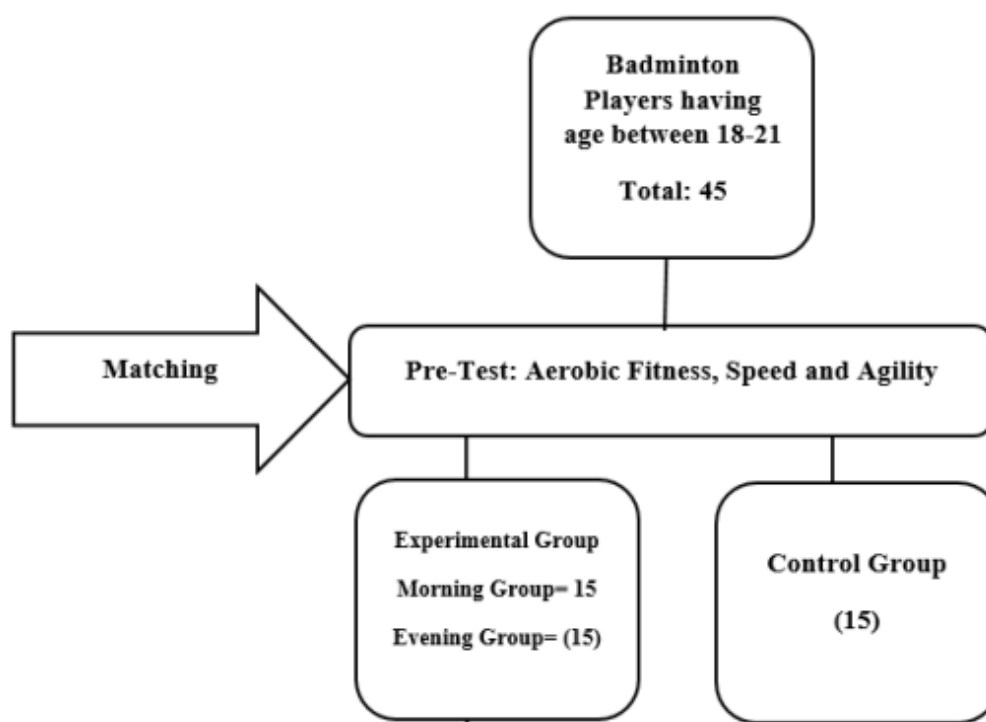 Badminton
Players having
age between 18-21
Total: 45
Matching
Pre-Test: Aerobic Fitness, Speed and Agility
Experimental Group
Morning Group= 15
Evening Group= (15)
Control Group
(15)